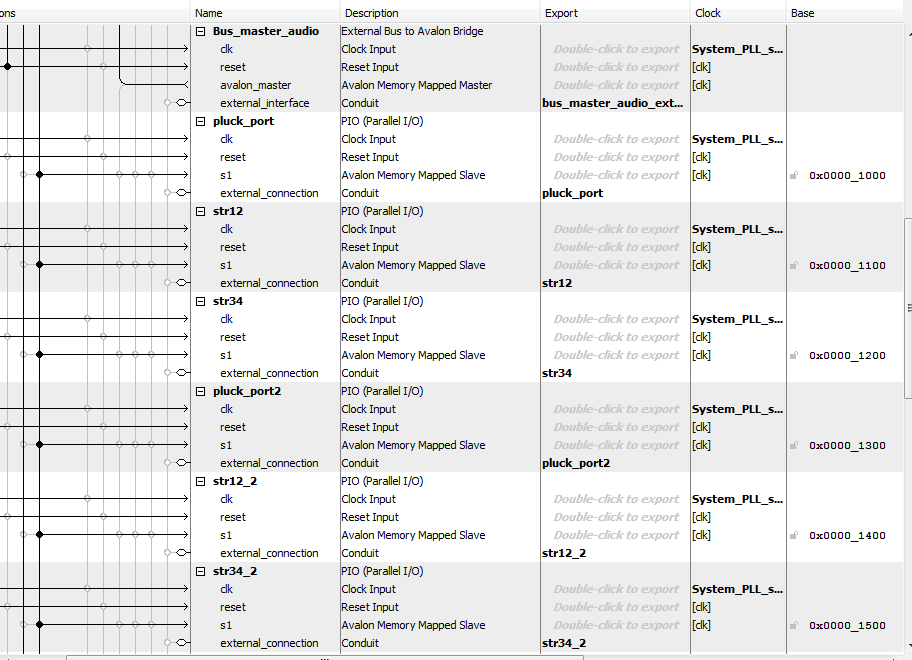 ons Name Description Export Clock Base
Bus_master_audio External Bus to Avalon Bridge
clk Clock Input Double-click to export System_PLL_s...
reset Reset Input Double-click to export [clk]
avalon_master Avalon Memory Mapped Master Double-click to export [clk]
external_interface Conduit bus_master_audio_ext...
pluck_port PIO (Parallel I/O)
clk Clock Input Double-click to export System_PLL_s...
reset Reset Input Double-click to export [clk]
s1 Avalon Memory Mapped Slave Double-click to export [clk] 0x0000_1000
external_connection Conduit pluck_port
str12 PIO (Parallel I/O)
clk Clock Input Double-click to export System_PLL_s...
reset Reset Input Double-click to export [clk]
s1 Avalon Memory Mapped Slave Double-click to export [clk] 0x0000_1100
external_connection Conduit str12
str34 PIO (Parallel I/O)
clk Clock Input Double-click to export System_PLL_s...
reset Reset Input Double-click to export [clk]
s1 Avalon Memory Mapped Slave Double-click to export [clk] 0x0000_1200
external_connection Conduit str34
pluck_port2 PIO (Parallel I/O)
clk Clock Input Double-click to export System_PLL_s...
reset Reset Input Double-click to export [clk]
s1 Avalon Memory Mapped Slave Double-click to export [clk] 0x0000_1300
external_connection Conduit pluck_port2
str12_2 PIO (Parallel I/O)
clk Clock Input Double-click to export System_PLL_s...
reset Reset Input Double-click to export [clk]
s1 Avalon Memory Mapped Slave Double-click to export [clk] 0x0000_1400
external_connection Conduit str12_2
str34_2 PIO (Parallel I/O)
clk Clock Input Double-click to export System_PLL_s...
reset Reset Input Double-click to export [clk]
s1 Avalon Memory Mapped Slave Double-click to export [clk] 0x0000_1500
external_connection Conduit str34_2